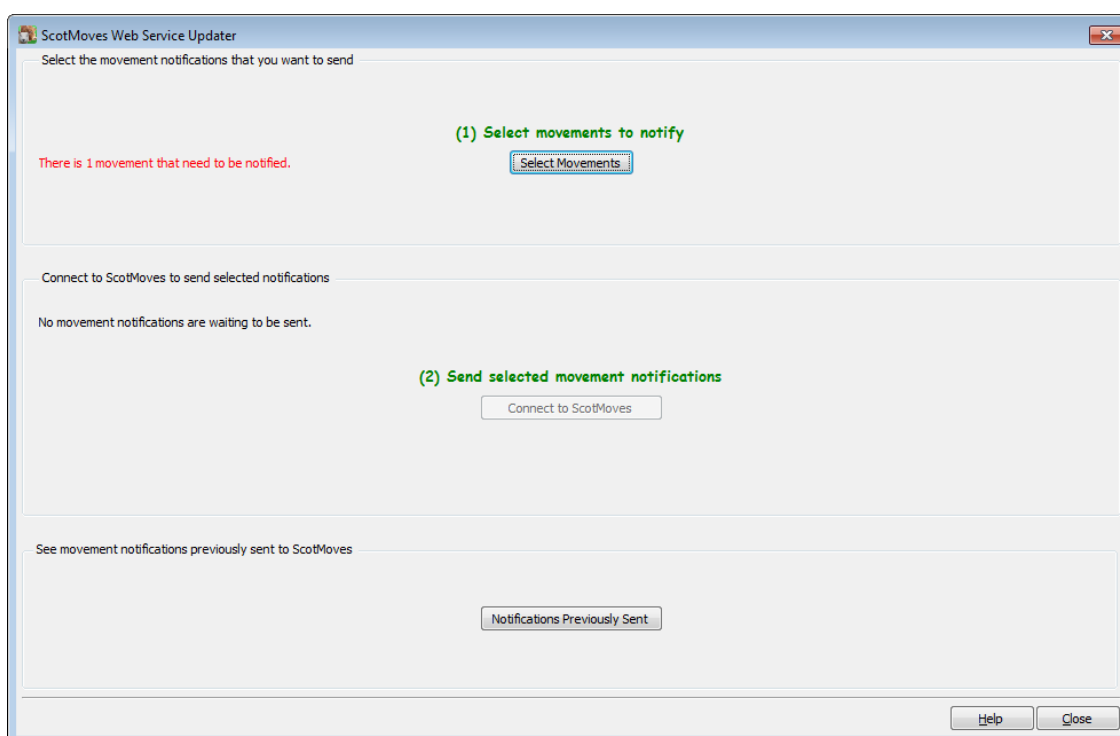 ScotMoves Web Service Updater
Select the movement notifications that you want to send
(1) Select movements to notify
There is 1 movement that need to be notified.
Select Movements
Connect to ScotMoves to send selected notifications
No movement notifications are waiting to be sent.
(2) Send selected movement notifications
Connect to ScotMoves
See movement notifications previously sent to ScotMoves
Notifications Previously Sent
Help Close